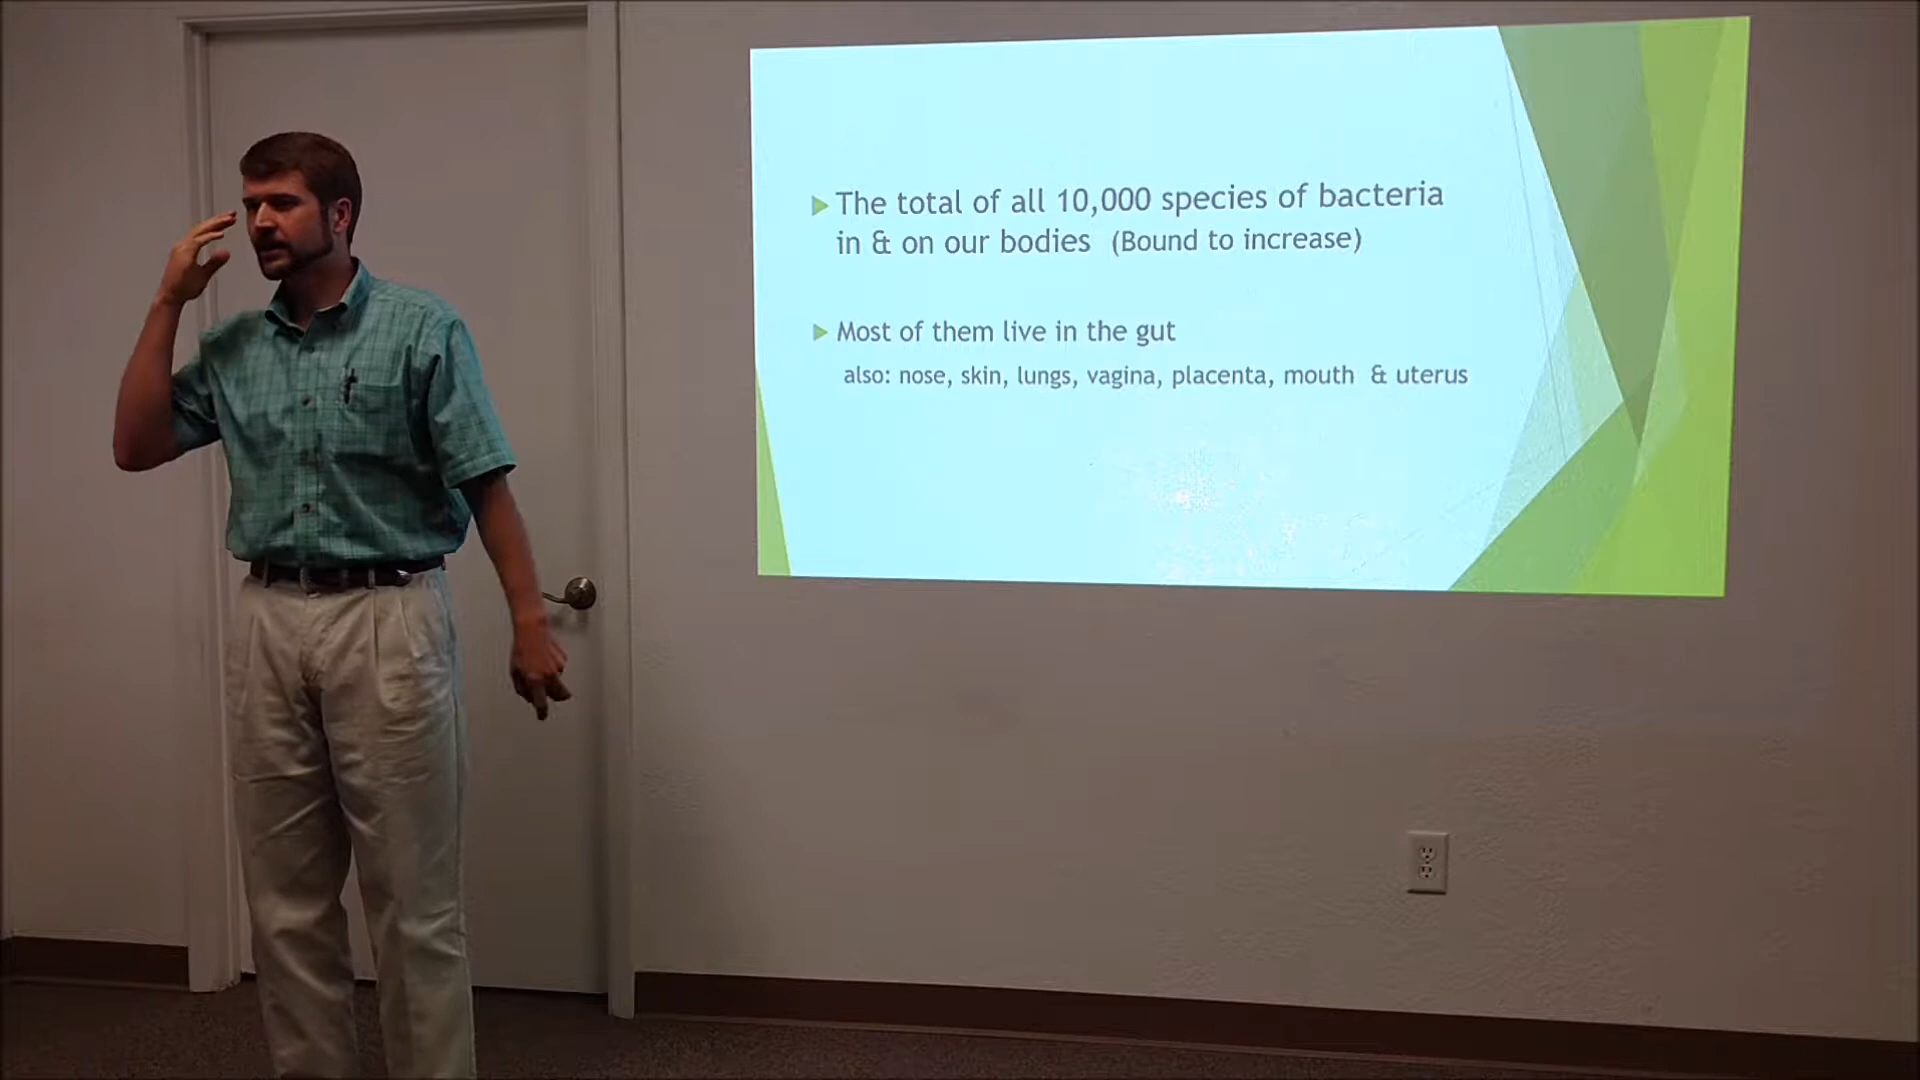 The total of all 10,000 species of bacteria
in & on our bodies (Bound to increase)
Most of them live in the gut
also: nose, skin, lungs, vagina, placenta, mouth & uterus